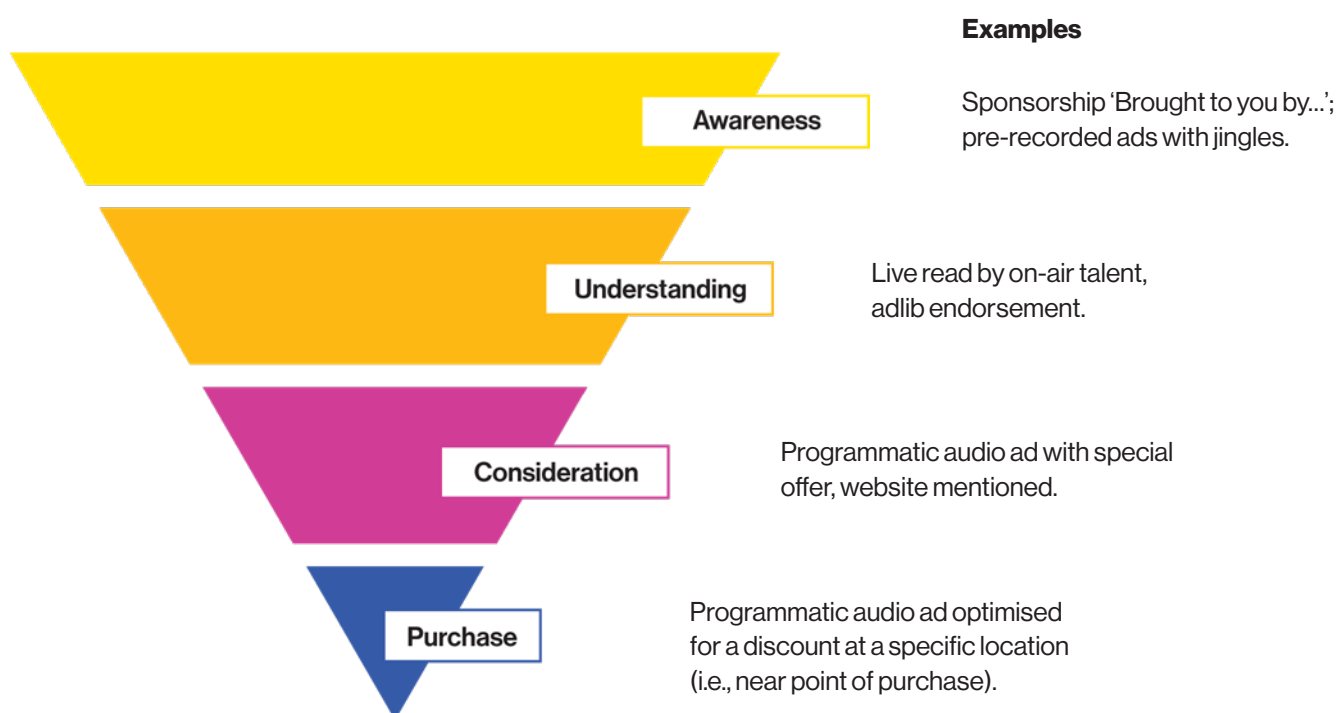 Examples
Awareness
Sponsorship ‘Brought to you by...’;
pre-recorded ads with jingles.
Understanding
Live read by on-air talent,
adlib endorsement.
Consideration
Programmatic audio ad with special
offer, website mentioned.
Purchase
Programmatic audio ad optimised
for a discount at a specific location
(i.e., near point of purchase).